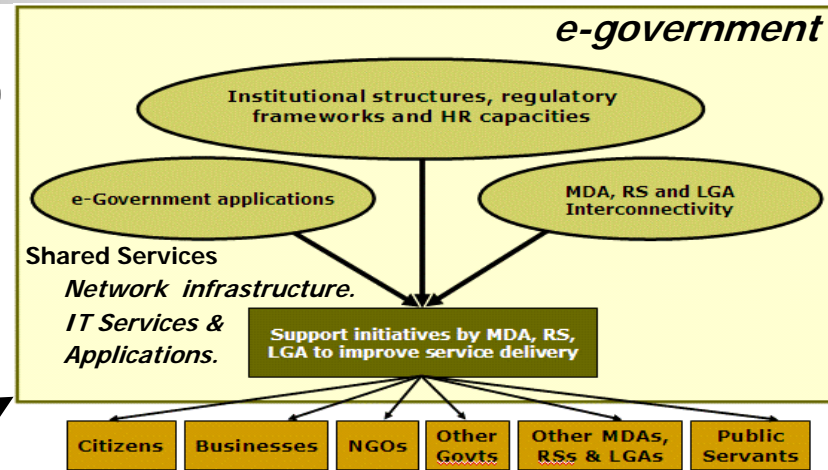 e-government
Institutional structures, regulatory
frameworks and HR capacities
e-Government applications
MDA, RS and LGA
Interconnectivity
Shared Services
Network infrastructure.
IT Services &
Applications.
Support initiatives by MDA, RS,
LGA to improve service delivery
Citizens
Businesses
NGOs
Other
Govts
Other MDAs,
RSs & LGAs
Public
Servants